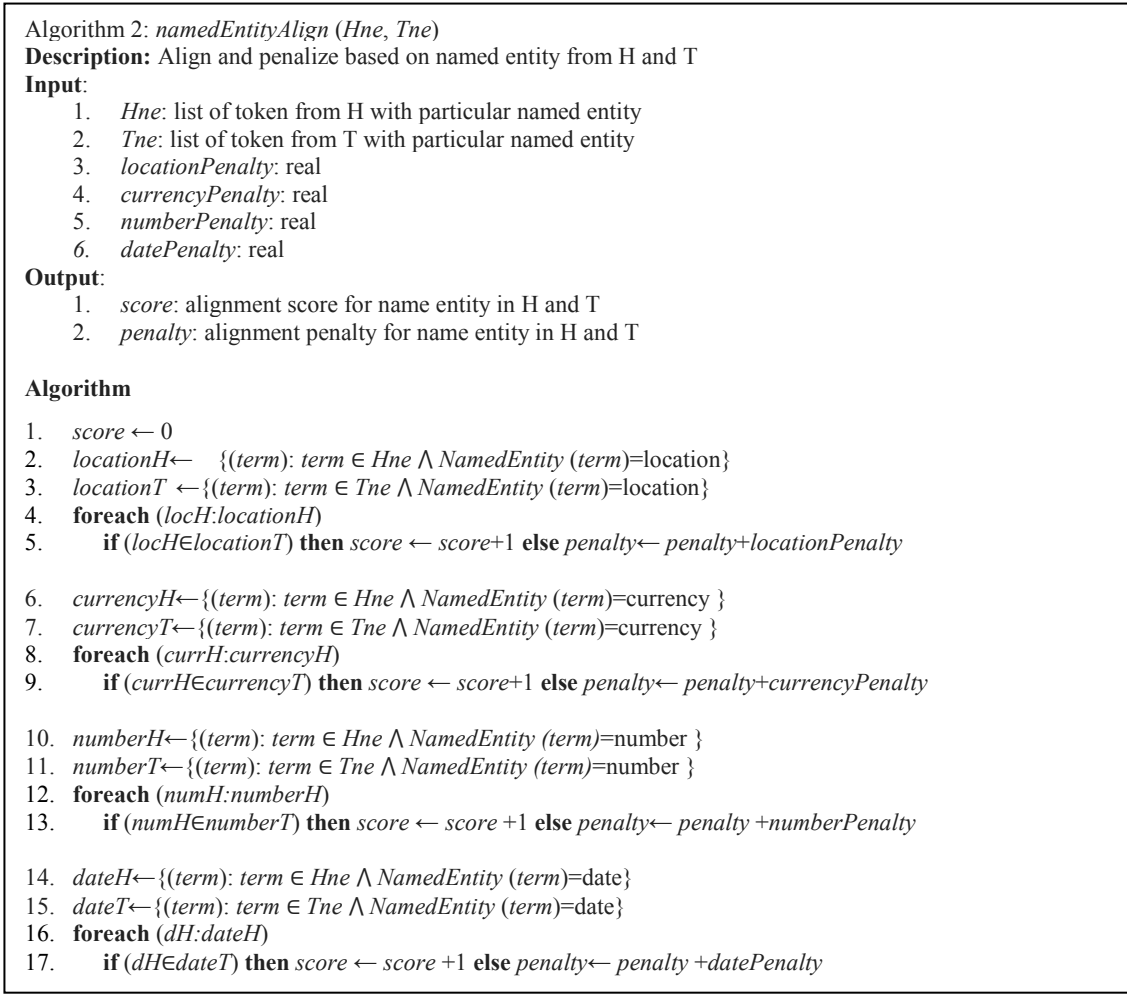 Algorithm 2: namedEntityAlign (Hne, Tne)
Description: Align and penalize based on named entity from H and T
Input:
1. Hne: list of token from H with particular named entity
2. Tne: list of token from T with particular named entity
3. locationPenalty: real
4. currencyPenalty: real
5. numberPenalty: real
6. datePenalty: real
Output:
1. score: alignment score for name entity in H and T
2. penalty: alignment penalty for name entity in H and T
Algorithm
1. score ← 0
2. locationH← {(term): term ∈ Hne ⋀ NamedEntity (term)=location}
3. locationT ←{(term): term ∈ Tne ⋀ NamedEntity (term)=location}
4. foreach (locH:locationH)
5. if (locH∈locationT) then score ← score+1 else penalty← penalty+locationPenalty
6. currencyH←{(term): term ∈ Hne ⋀ NamedEntity (term)=currency }
7. currencyT←{(term): term ∈ Tne ⋀ NamedEntity (term)=currency }
8. foreach (currH:currencyH)
9. if (currH∈currencyT) then score ← score+1 else penalty← penalty+currencyPenalty
10. numberH←{(term): term ∈ Hne ⋀ NamedEntity (term)=number }
11. numberT←{(term): term ∈ Tne ⋀ NamedEntity (term)=number }
12. foreach (numH:numberH)
13. if (numH∈numberT) then score ← score +1 else penalty← penalty +numberPenalty
14. dateH←{(term): term ∈ Hne ⋀ NamedEntity (term)=date}
15. dateT←{(term): term ∈ Tne ⋀ NamedEntity (term)=date}
16. foreach (dH:dateH)
17. if (dH∈dateT) then score ← score +1 else penalty← penalty +datePenalty